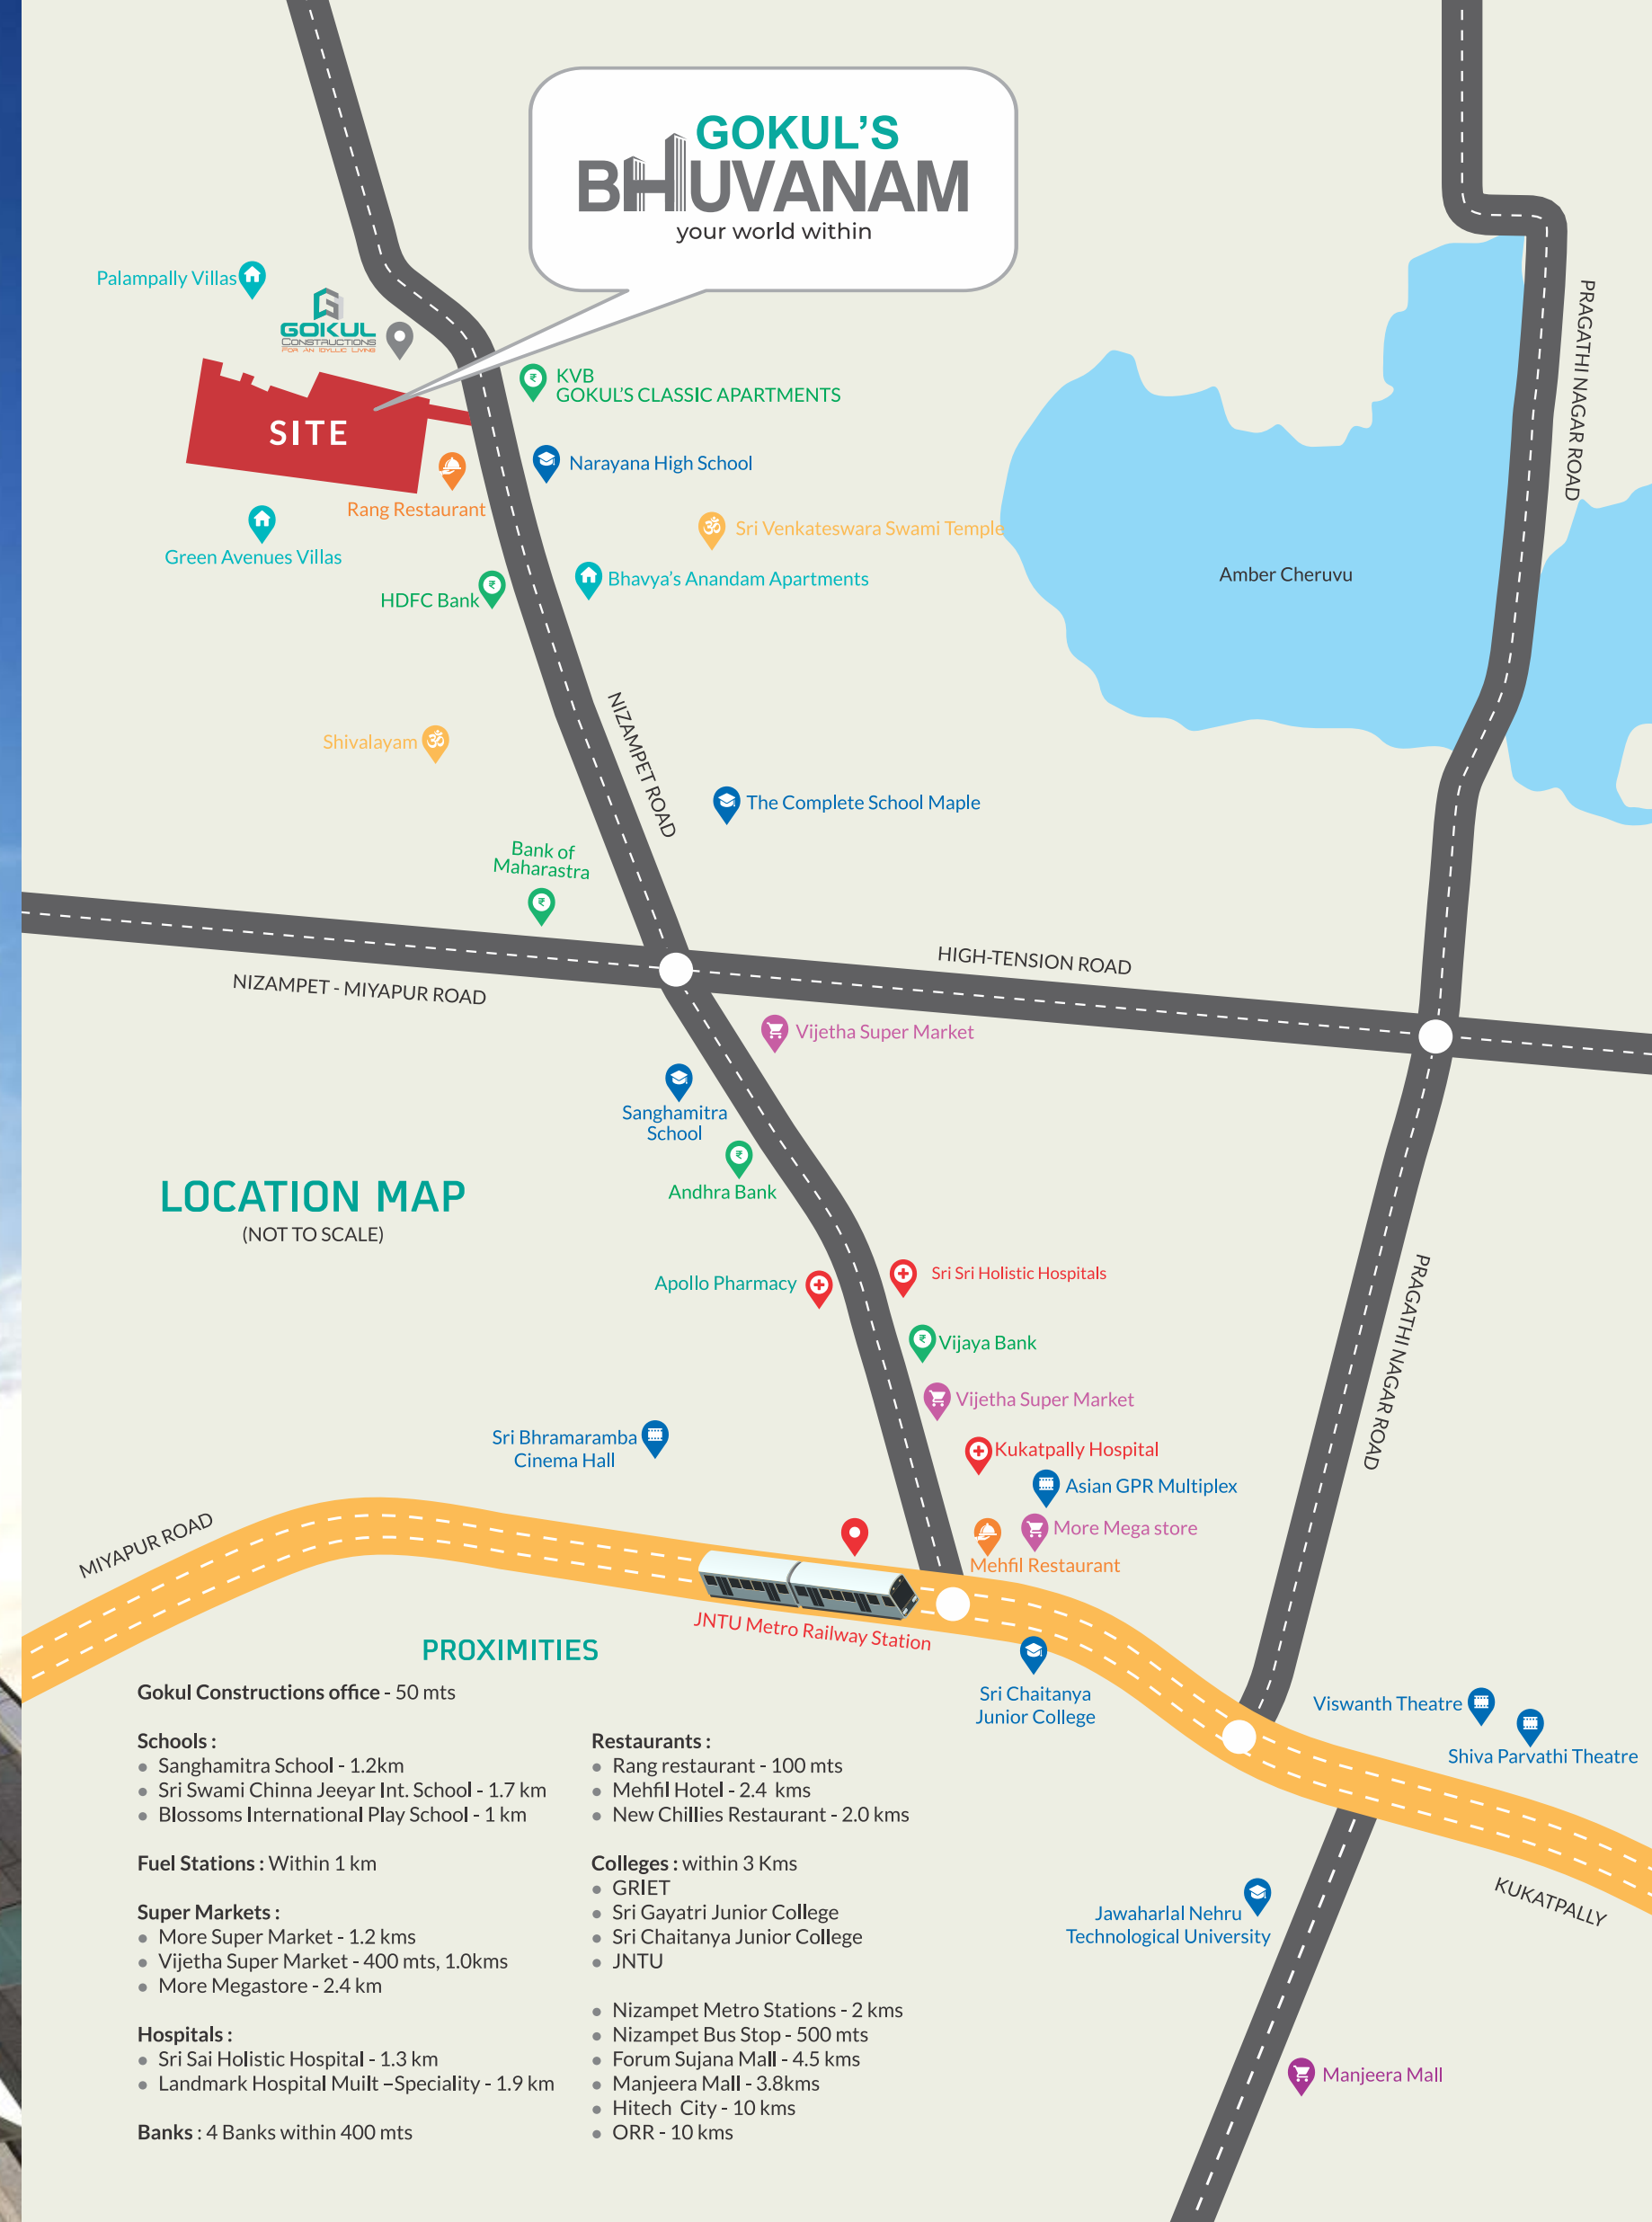 GOKUL'S
BHUVANAM
your world within
Palampally Villas
GOKUL
CONSTRUCTIONS
FOR AN IDYLLIC LIVING
SITE
KVB
GOKUL'S CLASSIC APARTMENTS
Narayana High School
Rang Restaurant
Sri Venkateswara Swami Temple
Green Avenues Villas
Bhavya's Anandam Apartments
HDFC Bank
Amber Cheruvu
PRAGATHI NAGAR ROAD
Shivalayam
NIZAMPET ROAD
The Complete School Maple
Bank of
Maharastra
NIZAMPET - MIYAPUR ROAD
HIGH-TENSION ROAD
Vijetha Super Market
Sanghamitra
School
Andhra Bank
LOCATION MAP
(NOT TO SCALE)
Apollo Pharmacy
Sri Sri Holistic Hospitals
Vijaya Bank
Vijetha Super Market
PRAGATHI NAGAR ROAD
Sri Bhramaramba
Cinema Hall
Kukatpally Hospital
Asian GPR Multiplex
More Mega store
Mehfil Restaurant
MIYAPUR ROAD
JNTU Metro Railway Station
Sri Chaitanya
Junior College
Viswanth Theatre
Shiva Parvathi Theatre
KUKATPALLY
Jawaharlal Nehru
Technological University
Manjeera Mall
PROXIMITIES
Gokul Constructions office - 50 mts
Schools :
• Sanghamitra School - 1.2km
• Sri Swami Chinna Jeeyar Int. School - 1.7 km
• Blossoms International Play School - 1 km
Fuel Stations : Within 1 km
Super Markets :
• More Super Market - 1.2 kms
• Vijetha Super Market - 400 mts, 1.0kms
• More Megastore - 2.4 km
Hospitals :
• Sri Sai Holistic Hospital - 1.3 km
• Landmark Hospital Muilt –Speciality - 1.9 km
Banks : 4 Banks within 400 mts
Restaurants :
• Rang restaurant - 100 mts
• Mehfil Hotel - 2.4 kms
• New Chillies Restaurant - 2.0 kms
Colleges : within 3 Kms
• GRIET
• Sri Gayatri Junior College
• Sri Chaitanya Junior College
• JNTU
• Nizampet Metro Stations - 2 kms
• Nizampet Bus Stop - 500 mts
• Forum Sujana Mall - 4.5 kms
• Manjeera Mall - 3.8kms
• Hitech City - 10 kms
• ORR - 10 kms